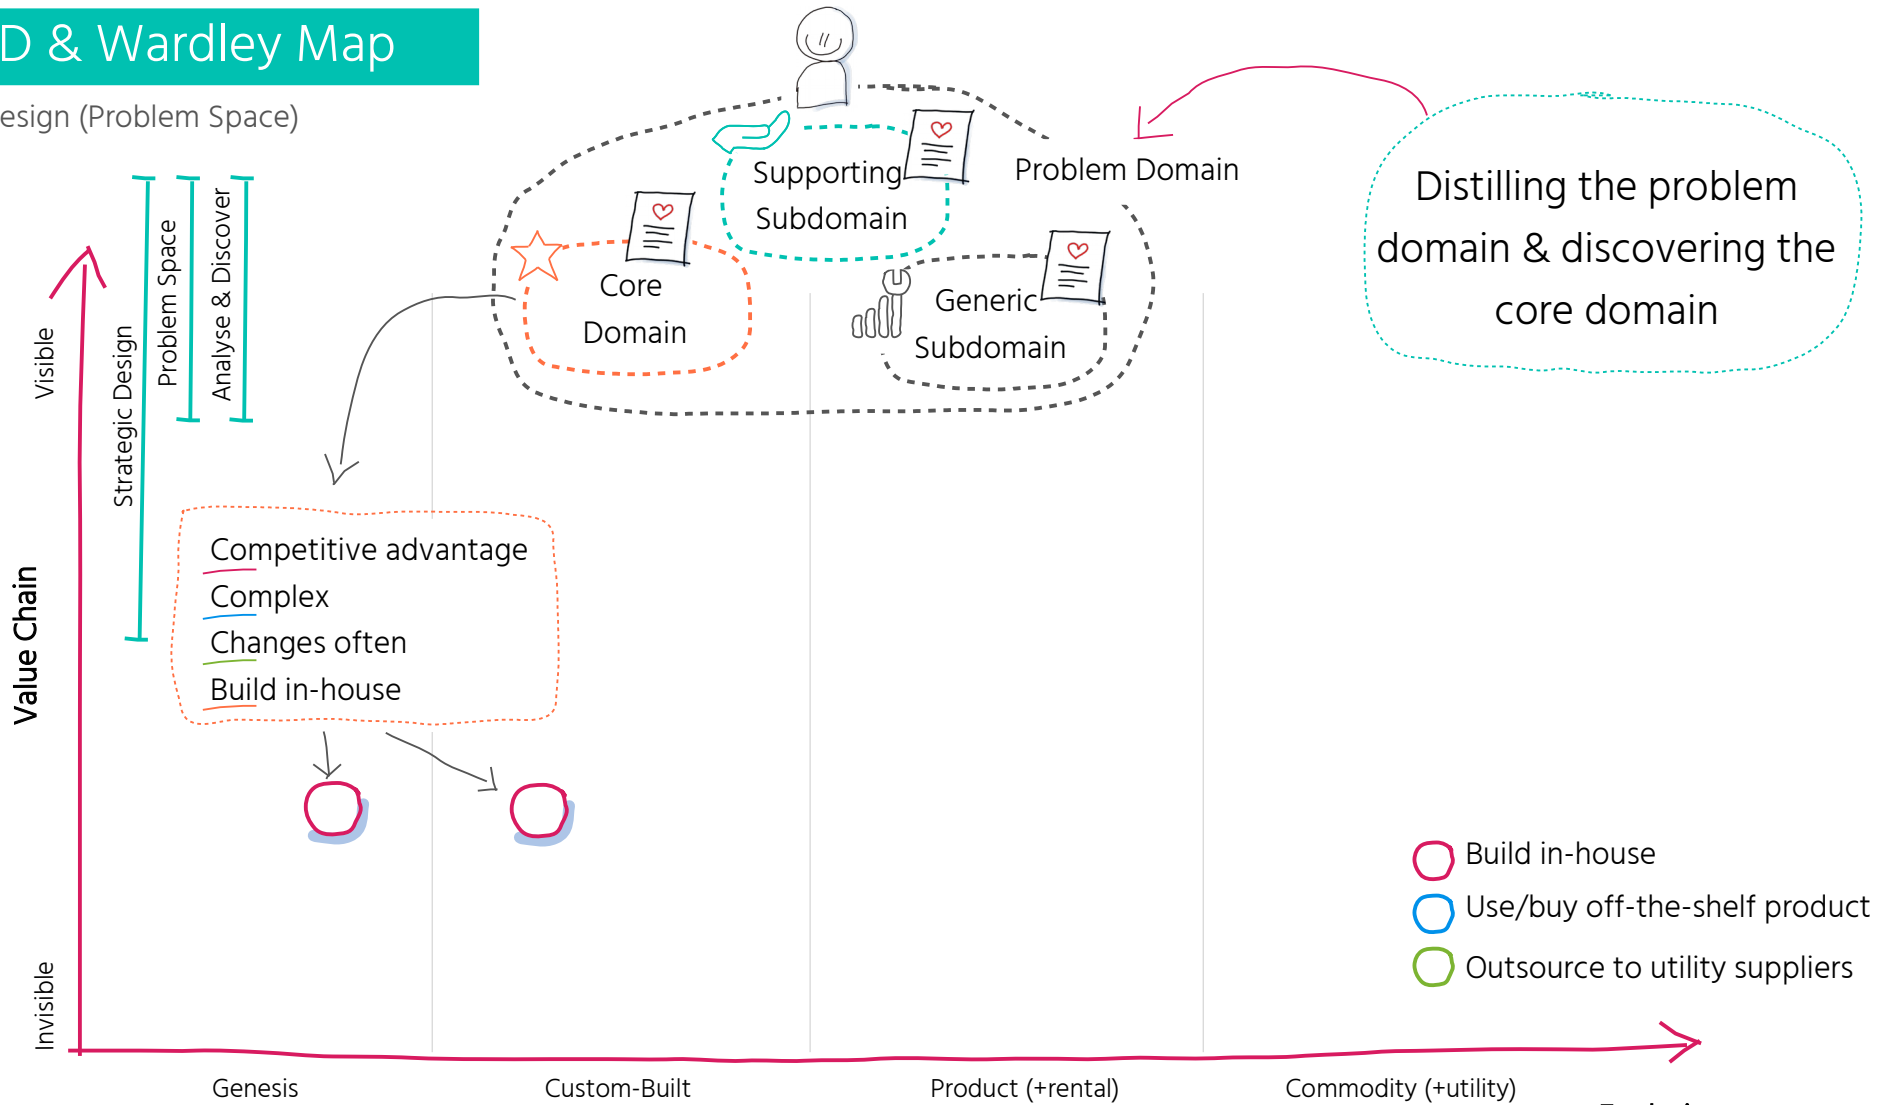 D & Wardley Map
esign (Problem Space)
Supporting
Subdomain
Problem Domain
Core
Domain
Generic
Subdomain
Distilling the problem
domain & discovering the
core domain
Strategic Design
Problem Space
Analyse & Discover
Visible
Value Chain
Invisible
Competitive advantage
Complex
Changes often
Build in-house
Build in-house
Use/buy off-the-shelf product
Outsource to utility suppliers
Genesis
Custom-Built
Product (+rental)
Commodity (+utility)